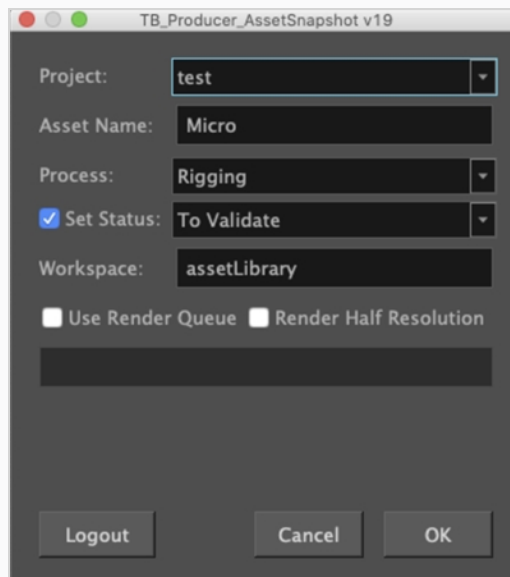 TB_Producer_AssetSnapshot v19
Project: test
Asset Name: Micro
Process: Rigging
Set Status: To Validate
Workspace: assetLibrary
Use Render Queue Render Half Resolution
Logout Cancel OK